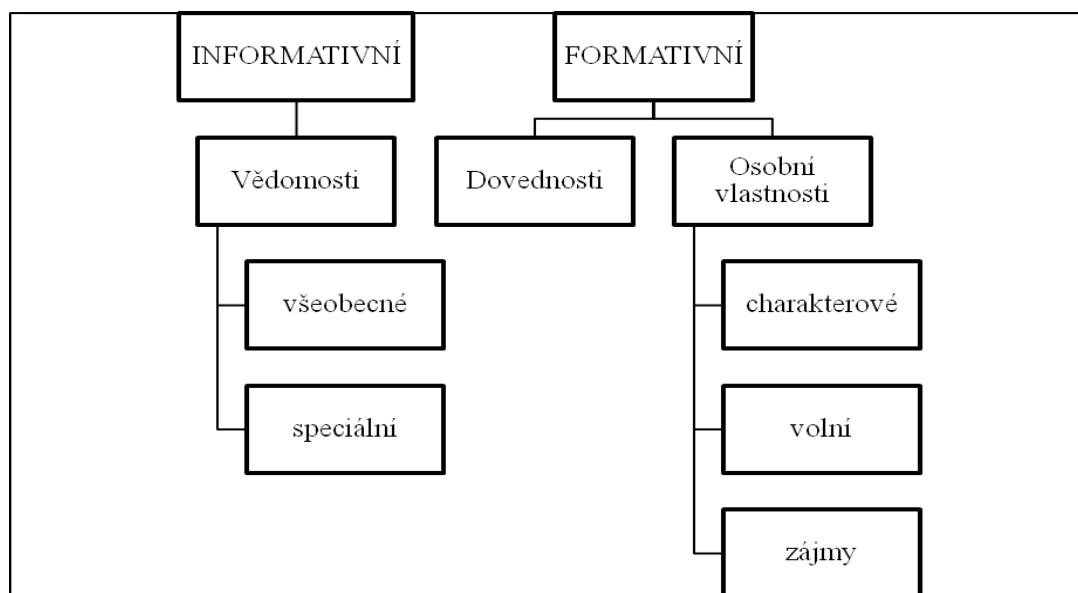 INFORMATIVNÍ
FORMATIVNÍ
Vědomosti
Dovednosti
Osobní
vlastnosti
všeobecné
charakterové
speciální
volní
zájmy